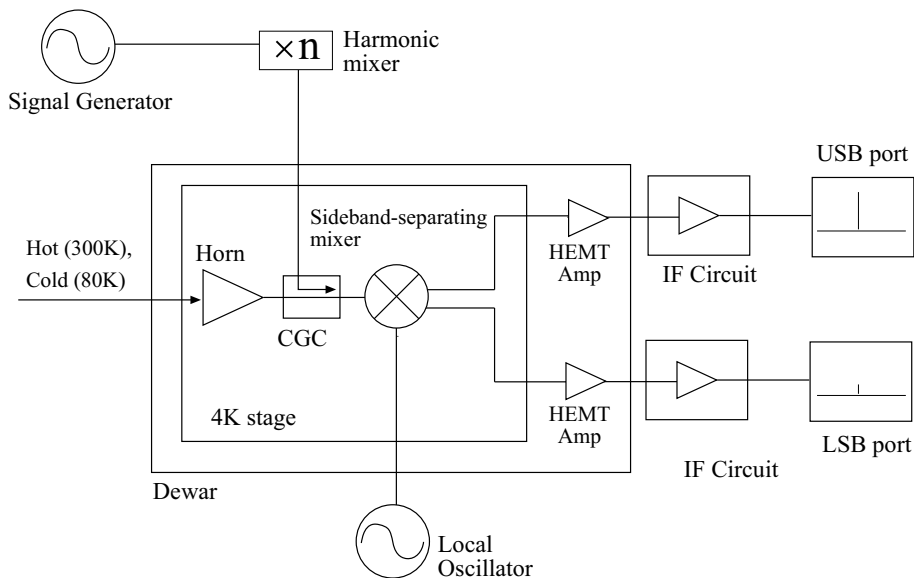 ×n
Harmonic
mixer
Signal Generator
USB port
Sideband-separating
mixer
Hot (300K),
Cold (80K)
Horn
HEMT
Amp
IF Circuit
CGC
4K stage
HEMT
Amp
LSB port
IF Circuit
Dewar
Local
Oscillator